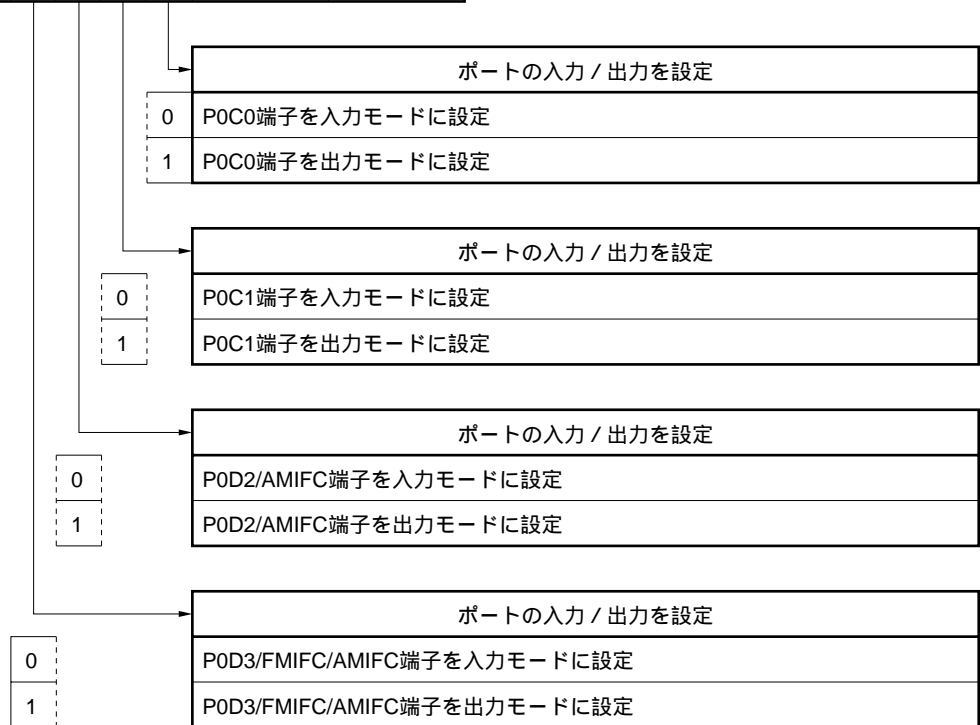 ポートの入力／出力を設定
0 P0C0端子を入力モードに設定
1 P0C0端子を出力モードに設定
ポートの入力／出力を設定
0 P0C1端子を入力モードに設定
1 P0C1端子を出力モードに設定
ポートの入力／出力を設定
0 P0D2/AMIFC端子を入力モードに設定
1 P0D2/AMIFC端子を出力モードに設定
ポートの入力／出力を設定
0 P0D3/FMIFC/AMIFC端子を入力モードに設定
1 P0D3/FMIFC/AMIFC端子を出力モードに設定